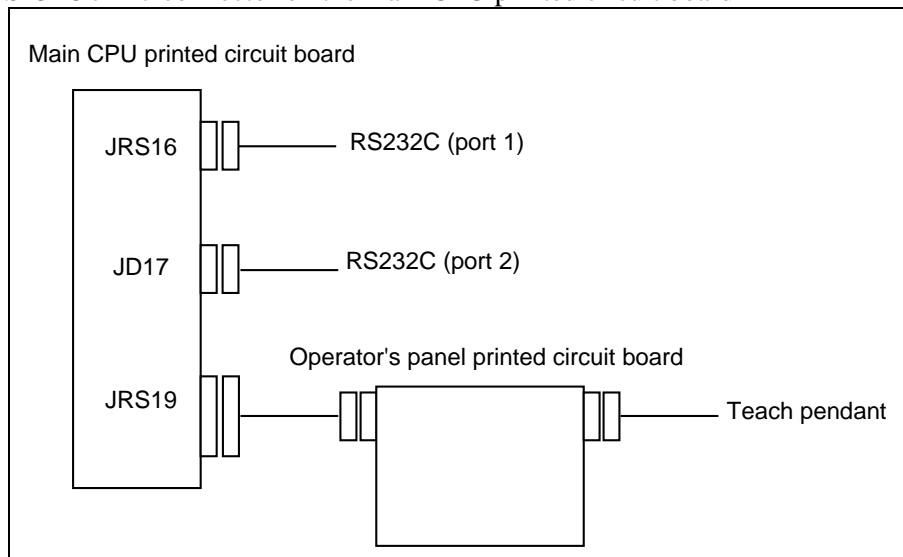 Main CPU printed circuit board
JRS16
RS232C (port 1)
JD17
RS232C (port 2)
Operator's panel printed circuit board
JRS19
Teach pendant